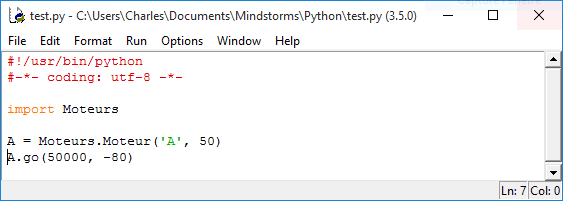 test.py - C:\Users\Charles\Documents\Mindstorms\Python\test.py (3.5.0)
File Edit Format Run Options Window Help
#!/usr/bin/python
#-*- coding: utf-8 -*-
import Moteurs
A = Moteurs.Moteur('A', 50)
A.go(50000, -80)
Ln: 7 Col: 0